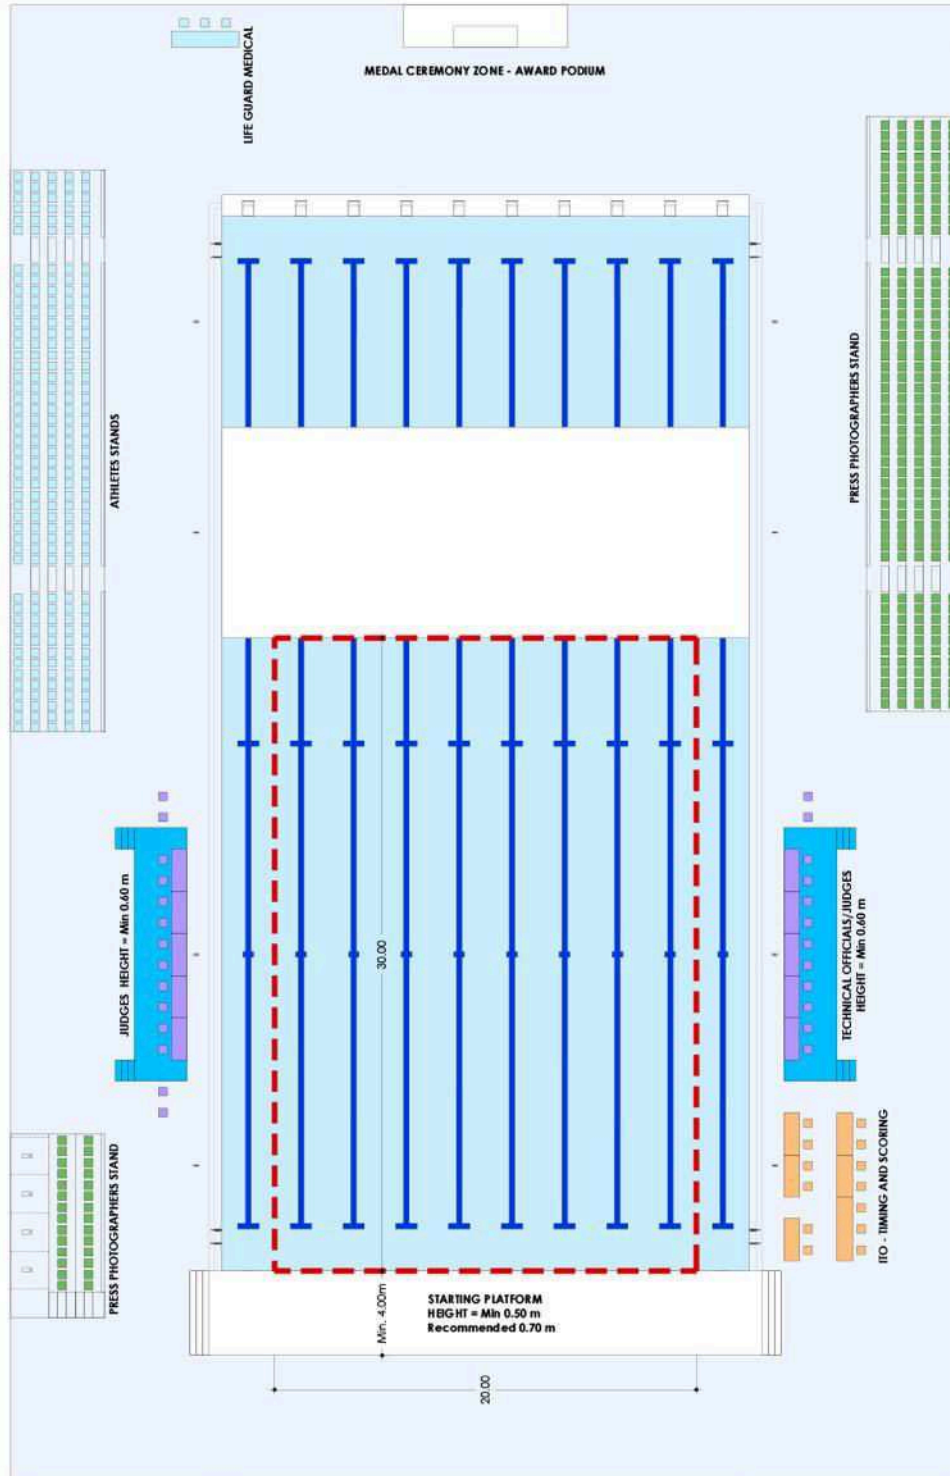 LIFE GUARD MEDICAL
MEDAL CEREMONY ZONE - AWARD PODIUM
ATHLETES STANDS
PRESS PHOTOGRAPHERS STAND
JUDGES HEIGHT = Min 0.60 m
30.00
TECHNICAL OFFICIALS/JUDGES
HEIGHT = Min 0.60 m
PRESS PHOTOGRAPHERS STAND
ITO - TIMING AND SCORING
Min. 4.00m
STARTING PLATFORM
HEIGHT = Min 0.50 m
Recommended 0.70 m
20.00